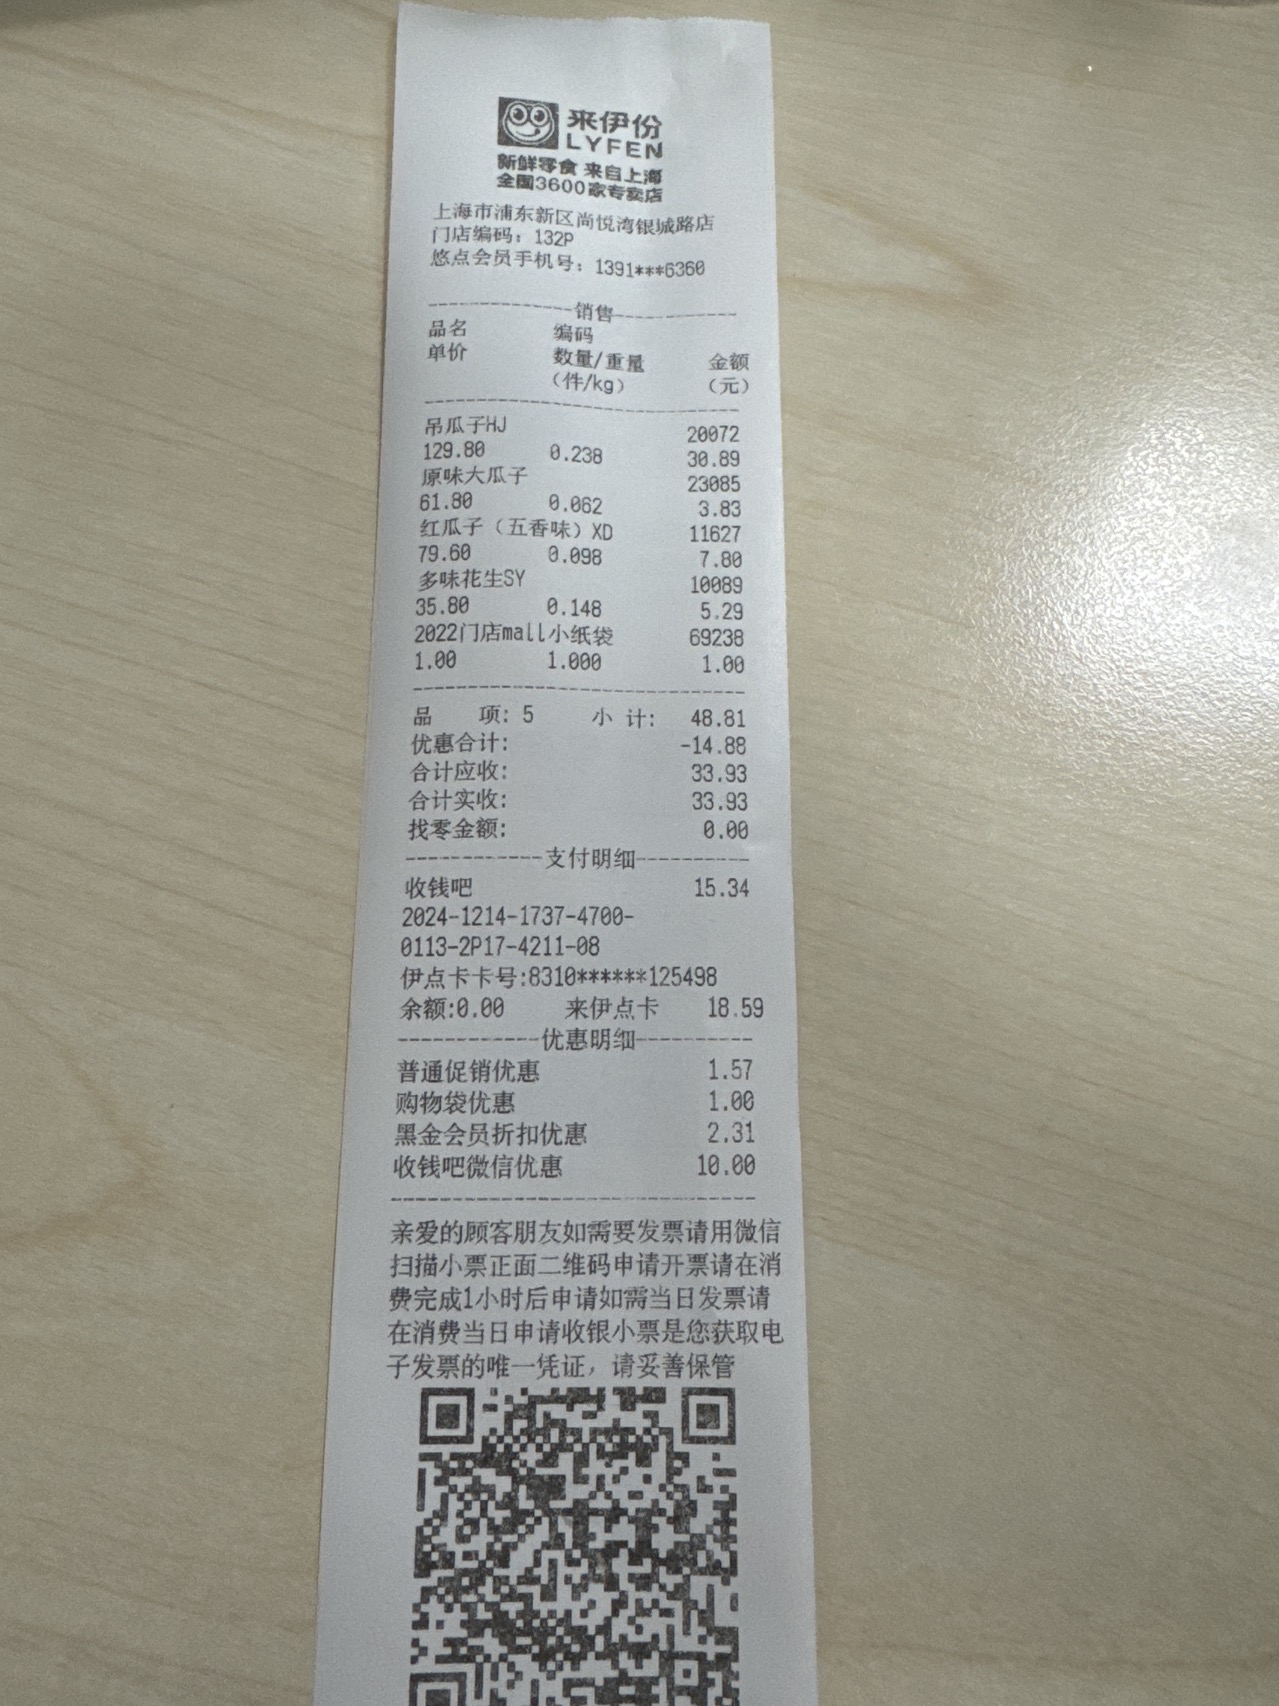 来伊份
LYFEN
新鲜零食 来自上海
全国3600家专卖店
上海市浦东新区尚悦湾银城路店
门店编码：132P
悠点会员手机号：1391***6360
------------销售------------
品名 编码
单价 数量/重量 金额
（件/kg） （元）
吊瓜子HJ 20072
129.80 0.238 30.89
原味大瓜子 23085
61.80 0.062 3.83
红瓜子（五香味）XD 11627
79.60 0.098 7.80
多味花生SY 10089
35.80 0.148 5.29
2022门店mall小纸袋 69238
1.00 1.000 1.00
品 项: 5 小 计: 48.81
优惠合计: -14.88
合计应收: 33.93
合计实收: 33.93
找零金额: 0.00
------------支付明细----------
收钱吧 15.34
2024-1214-1737-4700-
0113-2P17-4211-08
伊点卡卡号:8310******125498
余额:0.00 来伊点卡 18.59
------------优惠明细----------
普通促销优惠 1.57
购物袋优惠 1.00
黑金会员折扣优惠 2.31
收钱吧微信优惠 10.00
亲爱的顾客朋友如需要发票请用微信
扫描小票正面二维码申请开票请在消
费完成1小时后申请如需当日发票请
在消费当日申请收银小票是您获取电
子发票的唯一凭证，请妥善保管